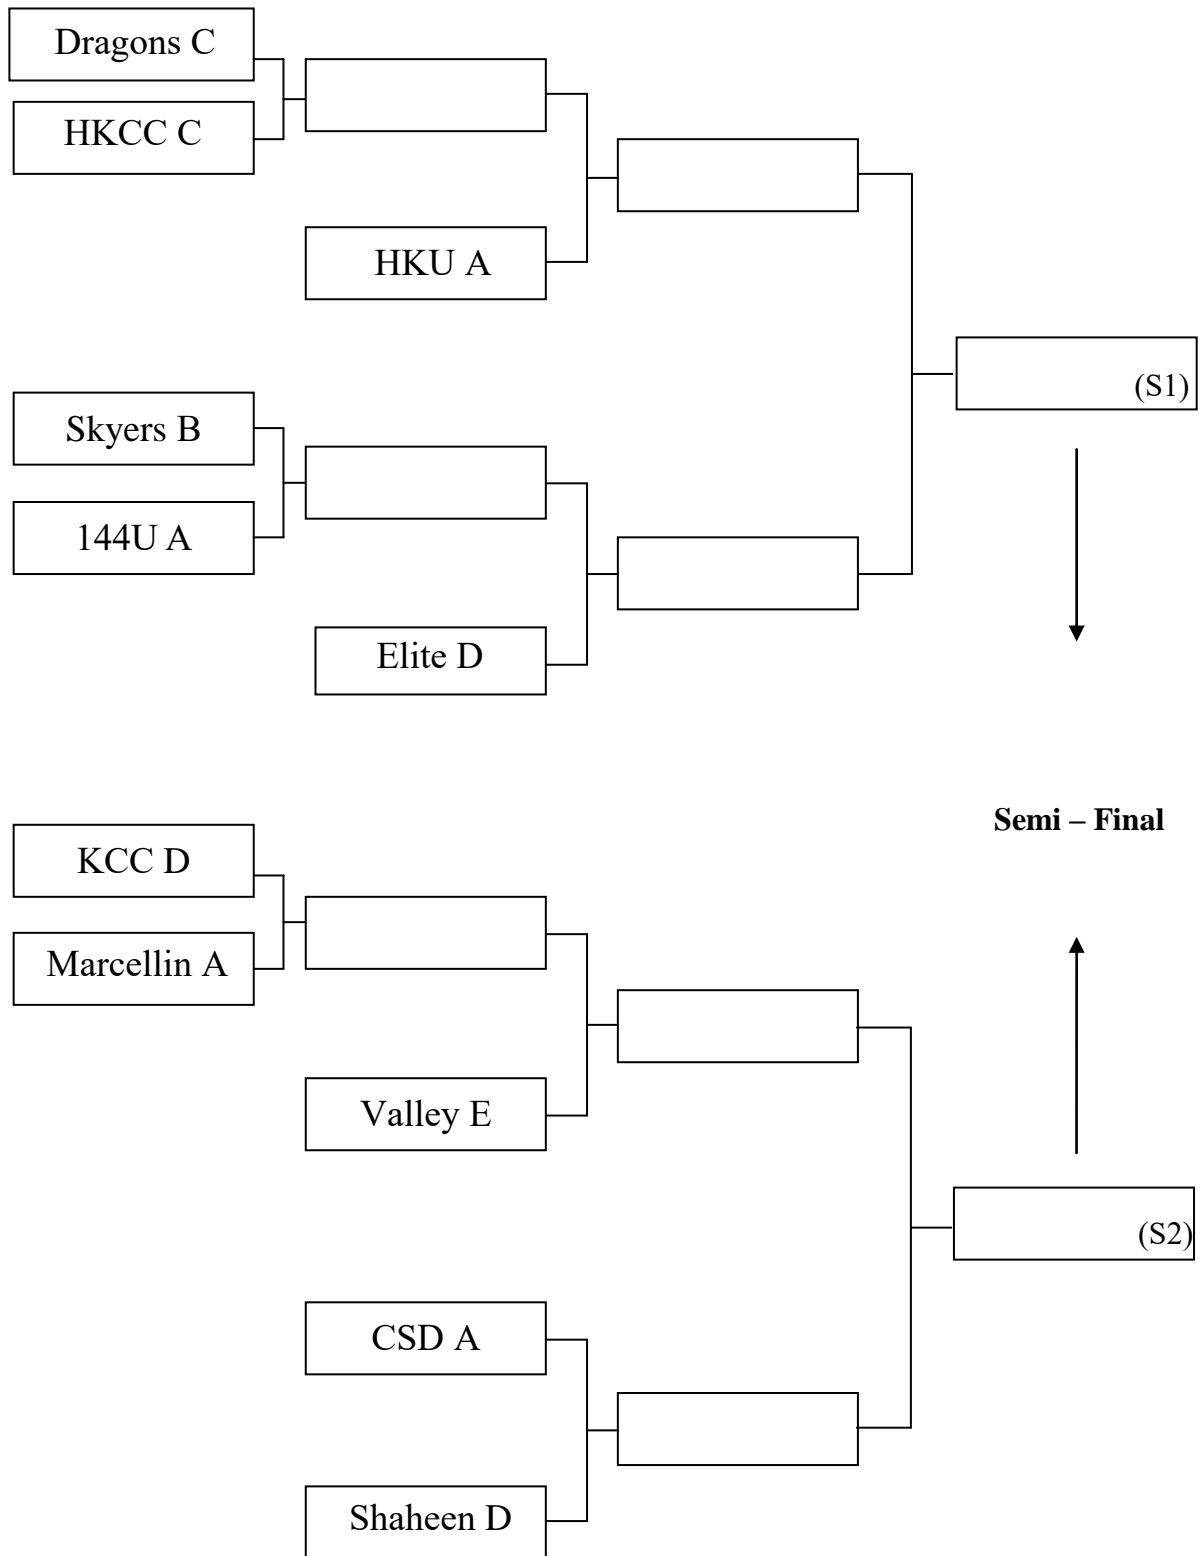 Dragons C
HKCC C
HKU A
(S1)
Skyers B
144U A
Elite D
Semi – Final
KCC D
Marcellin A
Valley E
(S2)
CSD A
Shaheen D